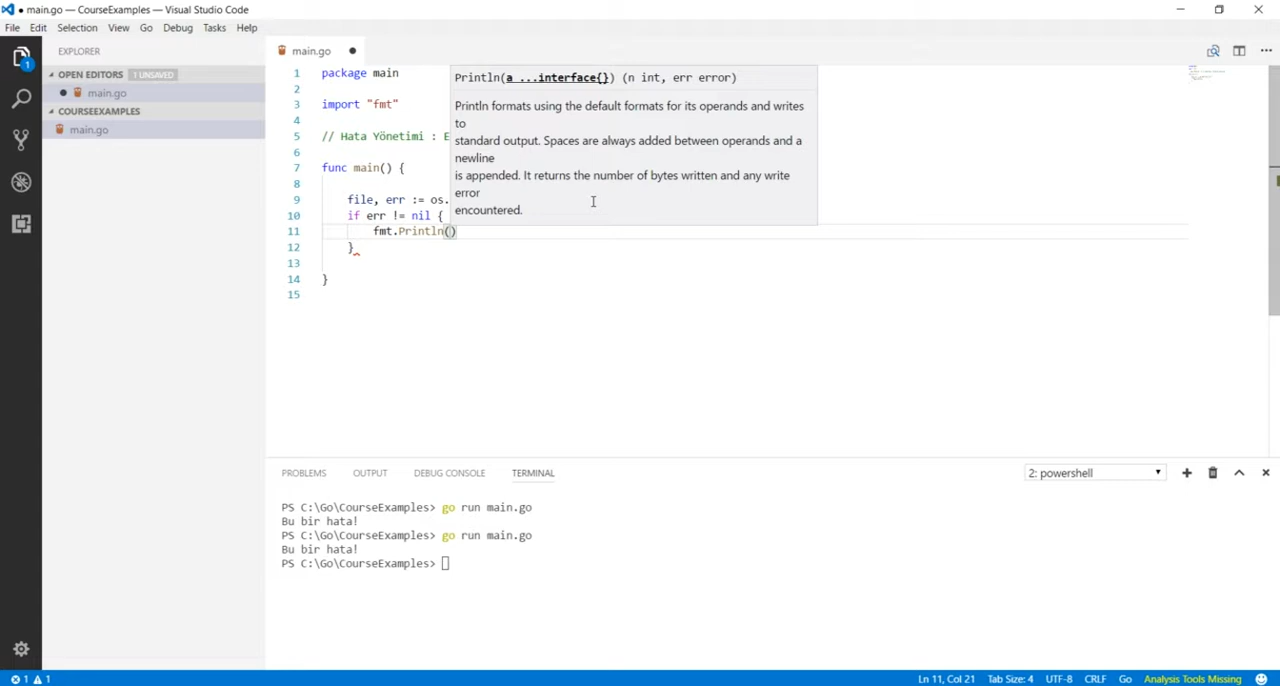 main.go — CourseExamples — Visual Studio Code
File Edit Selection View Go Debug Tasks Help
EXPLORER
main.go
OPEN EDITORS 1 UNSAVED
main.go
COURSEEXAMPLES
main.go
1
1 package main
2
3 import "fmt"
4
5 // Hata Yönetimi : E
6
7 func main() {
8
9 file, err := os.
10 if err != nil {
11 fmt.Println()
12 }
13
14 }
15
Println(a ...interface{}) (n int, err error)
Println formats using the default formats for its operands and writes
to
standard output. Spaces are always added between operands and a
newline
is appended. It returns the number of bytes written and any write
error
encountered.
PROBLEMS OUTPUT DEBUG CONSOLE TERMINAL
2: powershell
PS C:\Go\CourseExamples> go run main.go
Bu bir hata!
PS C:\Go\CourseExamples> go run main.go
Bu bir hata!
PS C:\Go\CourseExamples>
1 1 Ln 11, Col 21 Tab Size: 4 UTF-8 CRLF Go Analysis Tools Missing